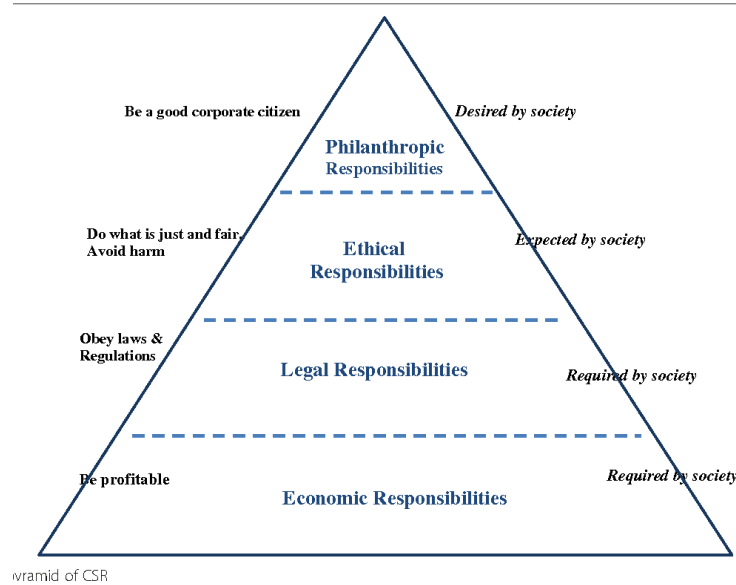 Be a good corporate citizen
Desired by society
Philanthropic
Responsibilities
Do what is just and fair,
Avoid harm
Expected by society
Ethical
Responsibilities
Obey laws &
Regulations
Legal Responsibilities
Required by society
Be profitable
Required by society
Economic Responsibilities
yramid of CSR